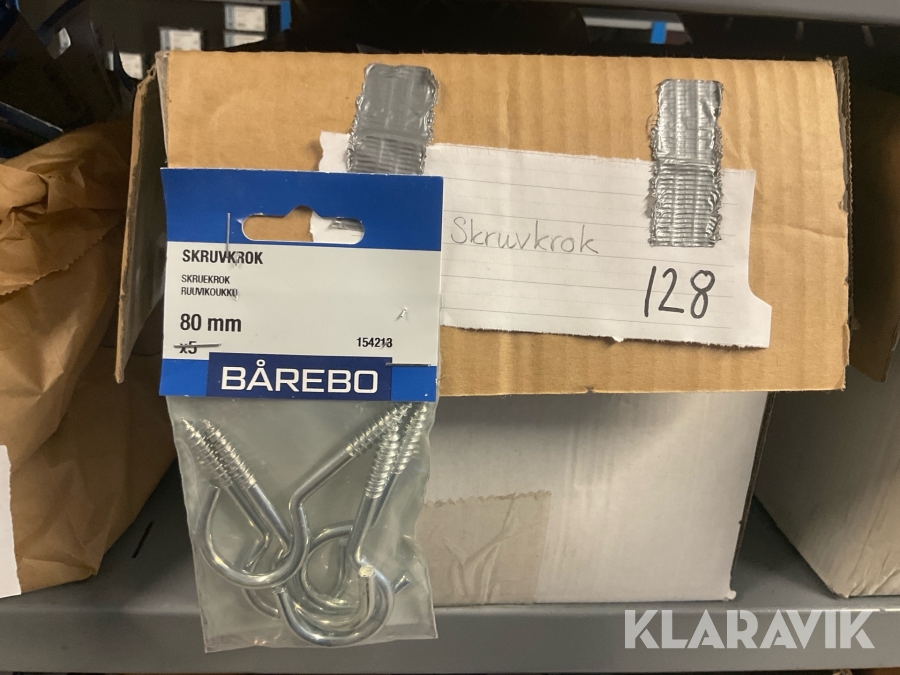 SKRUVKROK
SKRUEKROK
RUUVIKOUKKU
80 mm
x5
154213
BÅREBO
Skruvkrok
128
KLARAVIK